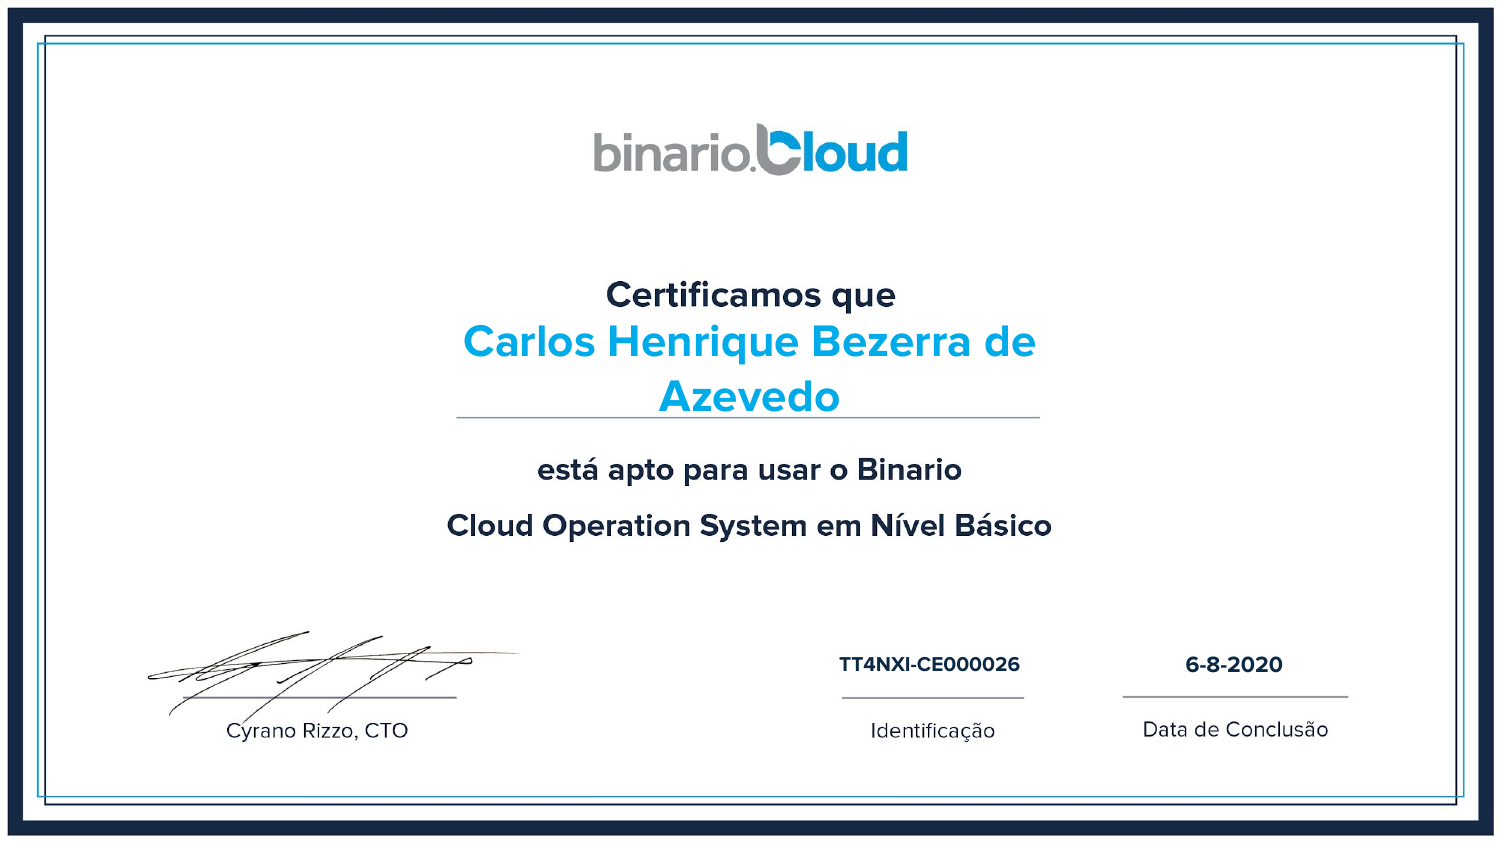 binario.Cloud
Certificamos que
Carlos Henrique Bezerra de
Azevedo
está apto para usar o Binario
Cloud Operation System em Nível Básico
TT4NXI-CE000026
6-8-2020
Cyrano Rizzo, CTO
Identificação
Data de Conclusão